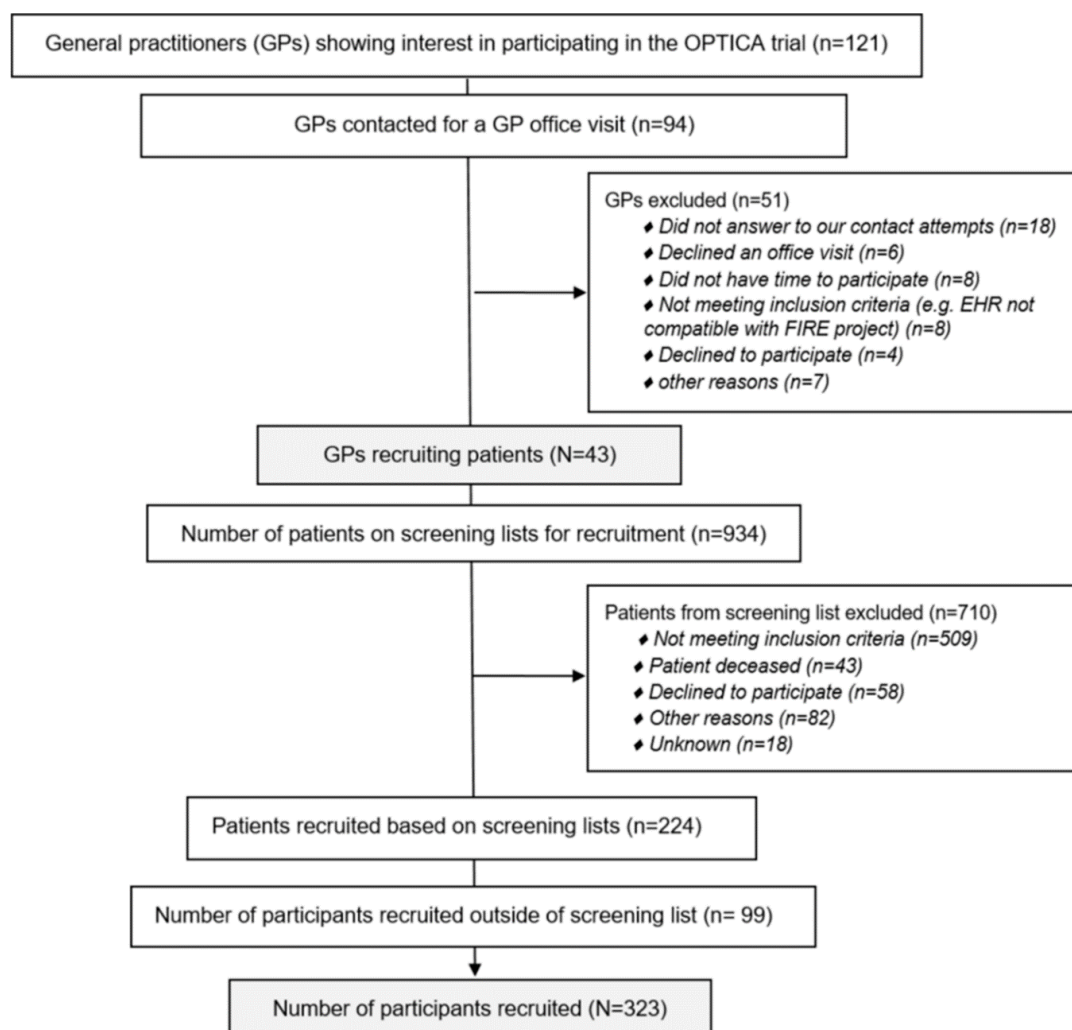 General practitioners (GPs) showing interest in participating in the OPTICA trial (n=121)
GPs contacted for a GP office visit (n=94)
GPs excluded (n=51)
♦ Did not answer to our contact attempts (n=18)
♦ Declined an office visit (n=6)
♦ Did not have time to participate (n=8)
♦ Not meeting inclusion criteria (e.g. EHR not
compatible with FIRE project) (n=8)
♦ Declined to participate (n=4)
♦ other reasons (n=7)
GPs recruiting patients (N=43)
Number of patients on screening lists for recruitment (n=934)
Patients from screening list excluded (n=710)
♦ Not meeting inclusion criteria (n=509)
♦ Patient deceased (n=43)
♦ Declined to participate (n=58)
♦ Other reasons (n=82)
♦ Unknown (n=18)
Patients recruited based on screening lists (n=224)
Number of participants recruited outside of screening list (n= 99)
Number of participants recruited (N=323)